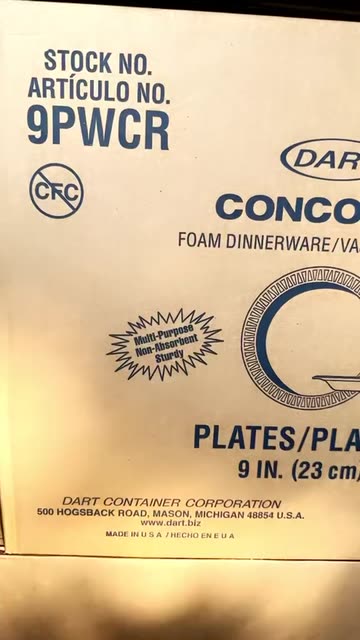 STOCK NO.
ARTÍCULO NO.
9PWCR
CFC
DAR
CONCO
FOAM DINNERWARE/VA
Multi-Purpose
Non-Absorbent
Sturdy
PLATES/PLA
9 IN. (23 cm
DART CONTAINER CORPORATION
500 HOGSBACK ROAD, MASON, MICHIGAN 48854 U.S.A.
www.dart.biz
MADE IN U S A / HECHO EN E U A